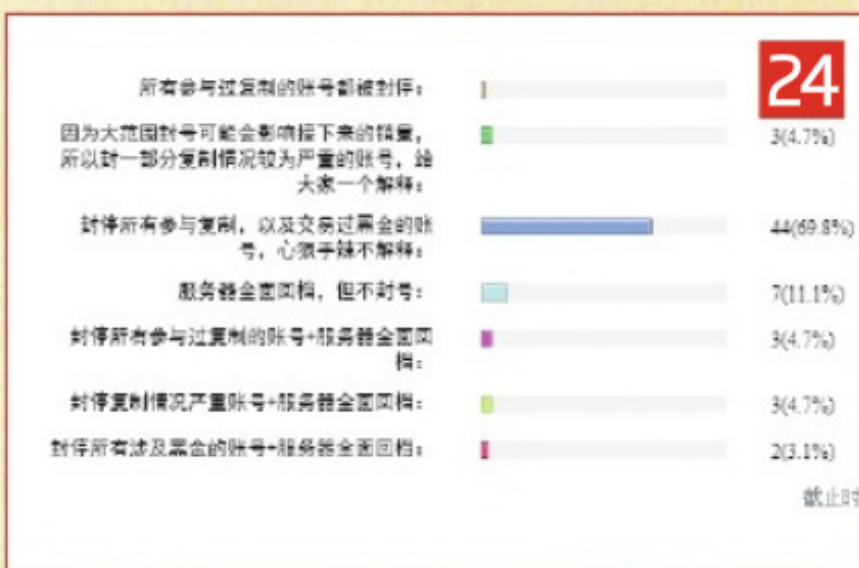 24
所有参与过复制的账号都被封停：
因为大范围封号可能会影响接下来的销量，
所以封一部分复制情况较为严重的账号，给
大家一个解释：
3(4.7%)
封停所有参与复制，以及交易过黑金的账
号，心狠手辣不解释：
44(69.8%)
服务器全面回档，但不封号：
7(11.1%)
封停所有参与过复制的账号+服务器全面回
档：
3(4.7%)
封停复制情况严重账号+服务器全面回档：
3(4.7%)
封停所有涉及黑金的账号+服务器全面回档：
2(3.1%)
截止时